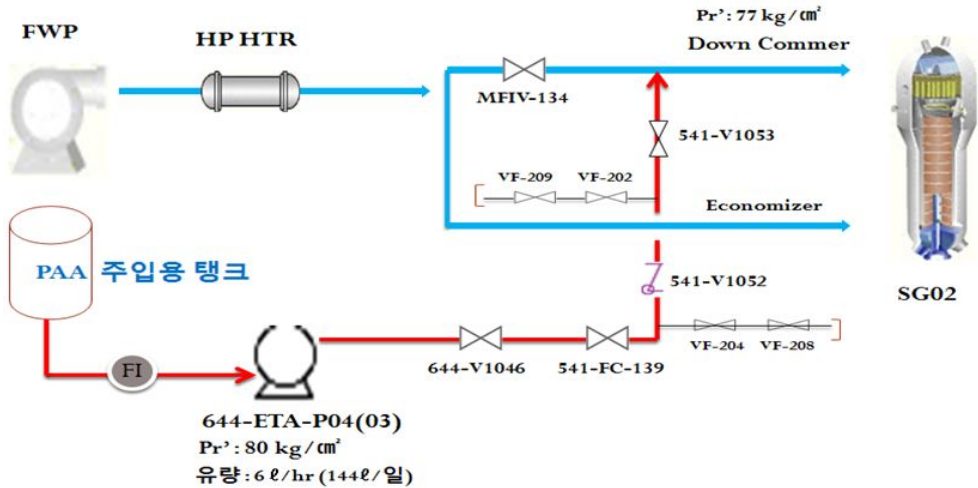 FWP
HP HTR
Pr’: 77 kg/㎠
Down Commer
MFIV-134
541-V1053
VF-209
VF-202
Economizer
PAA 주입용 탱크
541-V1052
SG02
FI
644-V1046
541-FC-139
VF-204
VF-208
644-ETA-P04(03)
Pr’: 80 kg/㎠
유량 : 6 ℓ/hr (144ℓ/일)